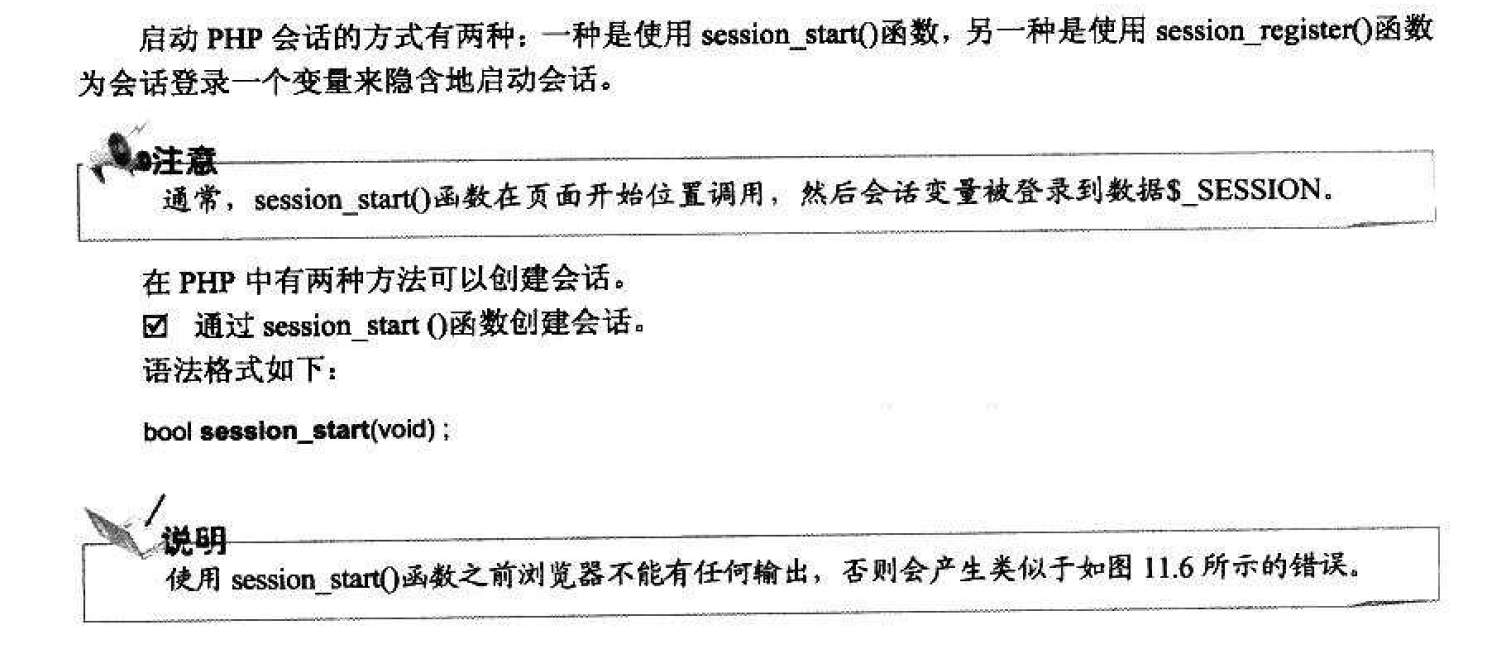 启动 PHP 会话的方式有两种：一种是使用 session_start()函数，另一种是使用 session_register()函数
为会话登录一个变量来隐含地启动会话。
注意
通常，session_start()函数在页面开始位置调用，然后会话变量被登录到数据$_SESSION。
在 PHP 中有两种方法可以创建会话。
☑ 通过 session_start ()函数创建会话。
语法格式如下：
bool session_start(void) ;
说明
使用 session_start()函数之前浏览器不能有任何输出，否则会产生类似于如图 11.6 所示的错误。